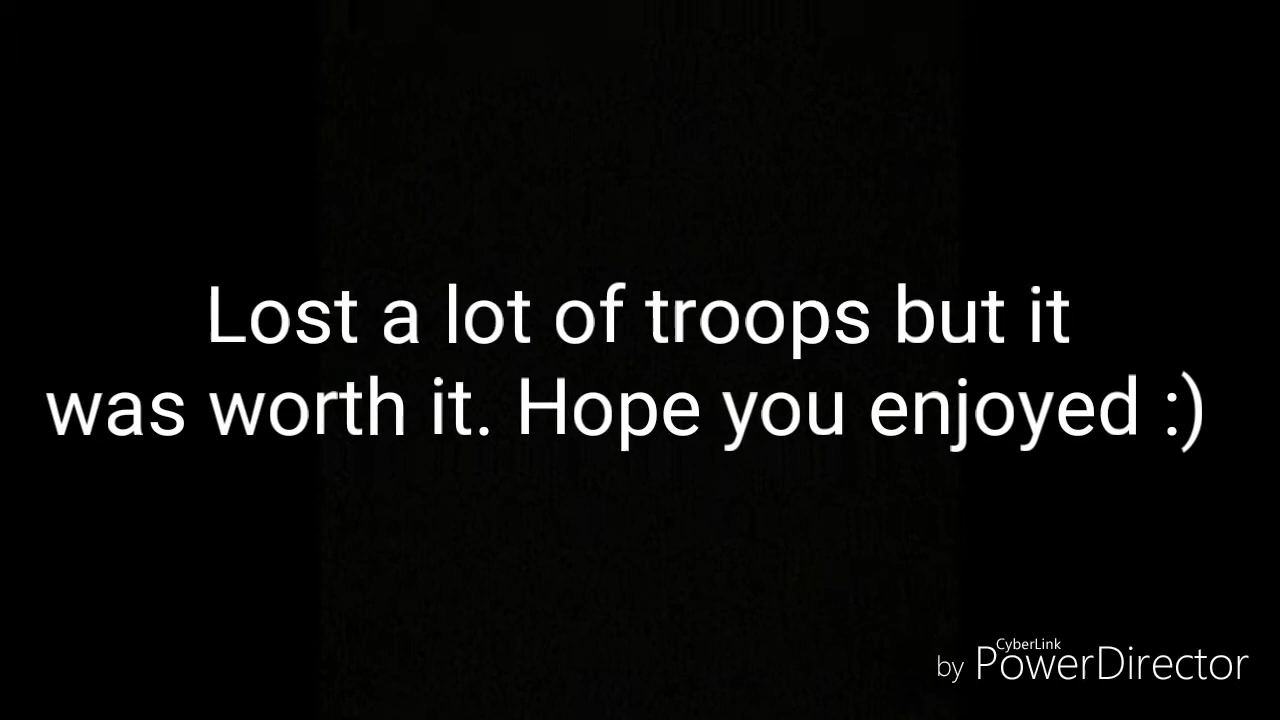 Lost a lot of troops but it
was worth it. Hope you enjoyed :)
CyberLink
by PowerDirector